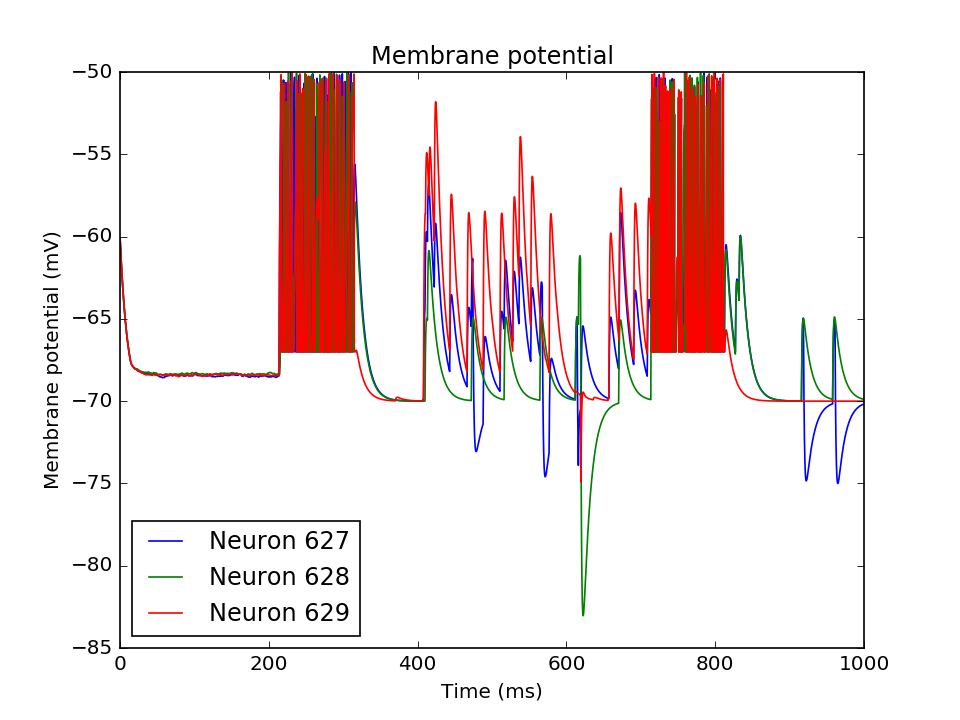 Membrane potential
Membrane potential (mV)
−50
−55
−60
−65
−70
−75
−80
−85
Neuron 627
Neuron 628
Neuron 629
0 200 400 600 800 1000
Time (ms)